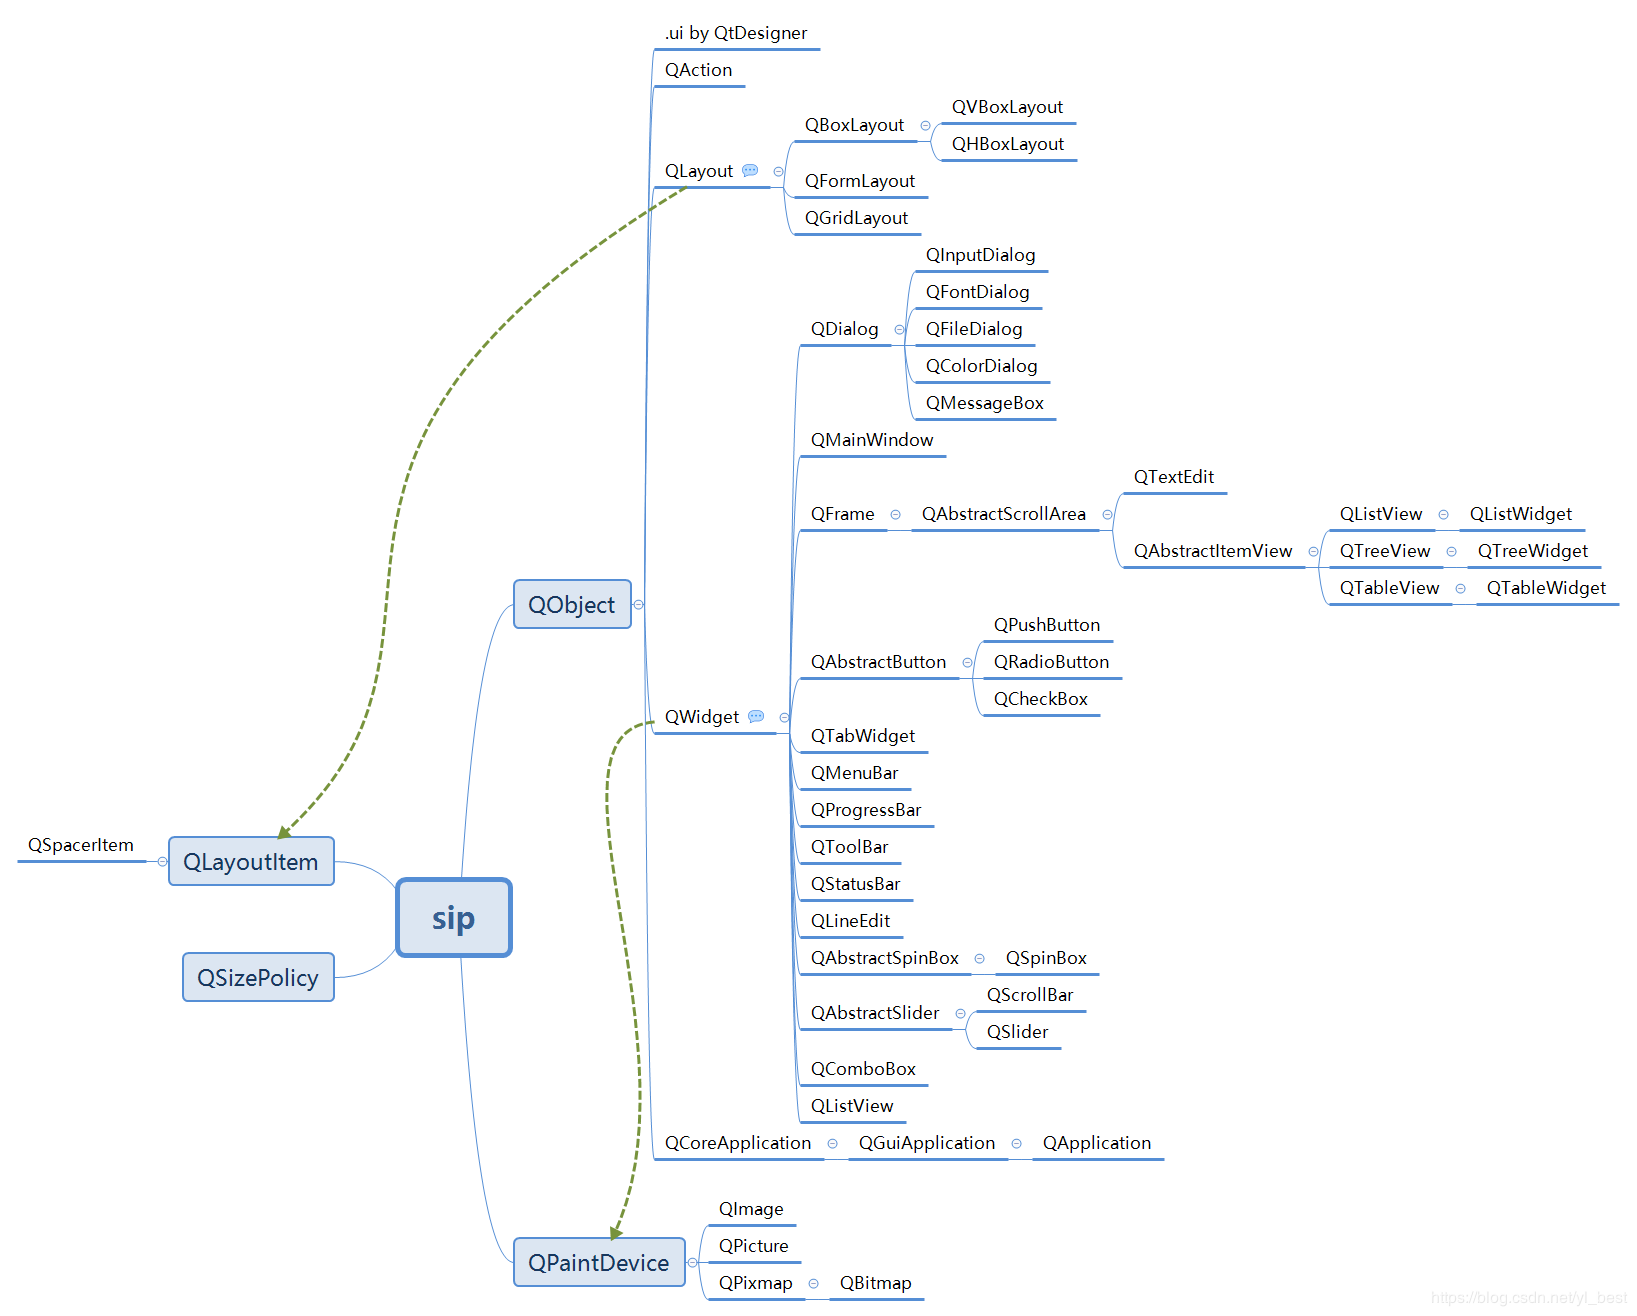 .ui by QtDesigner
QAction
QLayout
QBoxLayout
QVBoxLayout
QHBoxLayout
QFormLayout
QGridLayout
QObject
QWidget
QDialog
QInputDialog
QFontDialog
QFileDialog
QColorDialog
QMessageBox
QMainWindow
QFrame
QAbstractScrollArea
QTextEdit
QAbstractItemView
QListView
QListWidget
QTreeView
QTreeWidget
QTableView
QTableWidget
QAbstractButton
QPushButton
QRadioButton
QCheckBox
QTabWidget
QMenuBar
QProgressBar
QToolBar
QStatusBar
QLineEdit
QAbstractSpinBox
QSpinBox
QAbstractSlider
QScrollBar
QSlider
QComboBox
QListView
QCoreApplication
QGuiApplication
QApplication
QSpacerItem
QLayoutItem
sip
QSizePolicy
QPaintDevice
QImage
QPicture
QPixmap
QBitmap
https://blog.csdn.net/yl_best